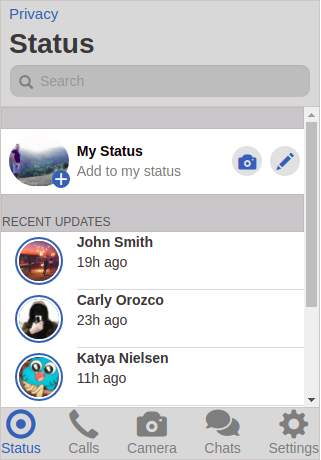 Privacy
Status
Search
My Status
Add to my status
RECENT UPDATES
John Smith
19h ago
Carly Orozco
23h ago
Katya Nielsen
11h ago
Status Calls Camera Chats Settings